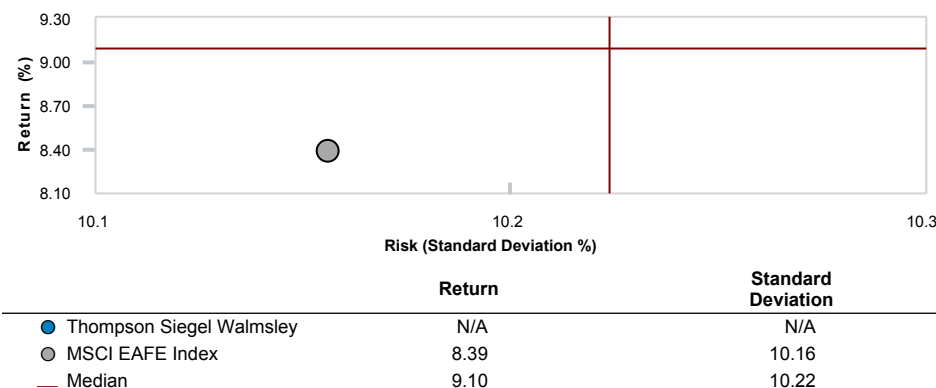 9.30
9.00
8.70
8.40
8.10
Return (%)
10.1 10.2 10.3
Risk (Standard Deviation %)
Return Standard Deviation
Thompson Siegel Walmsley N/A N/A
MSCI EAFE Index 8.39 10.16
Median 9.10 10.22